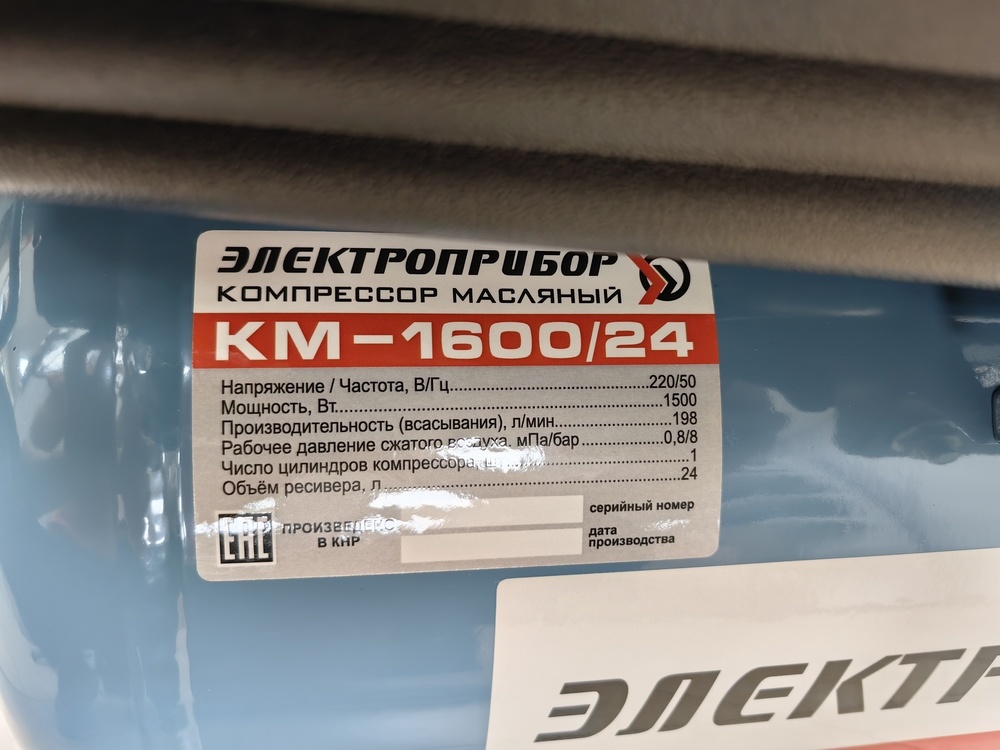 ЭЛЕКТРОПРИБОР
КОМПРЕССОР МАСЛЯНЫЙ
КМ-1600/24
Напряжение / Частота, В/Гц 220/50
Мощность, Вт 1500
Производительность (всасывания), л/мин 198
Рабочее давление сжатого воздуха, мПа/бар 0,8/8
Число цилиндров компрессора, 1
Объём ресивера, л 24
серийный номер
EAC ПРОИЗВЕДЕНО
В КНР
дата
производства
ЭЛЕКТР